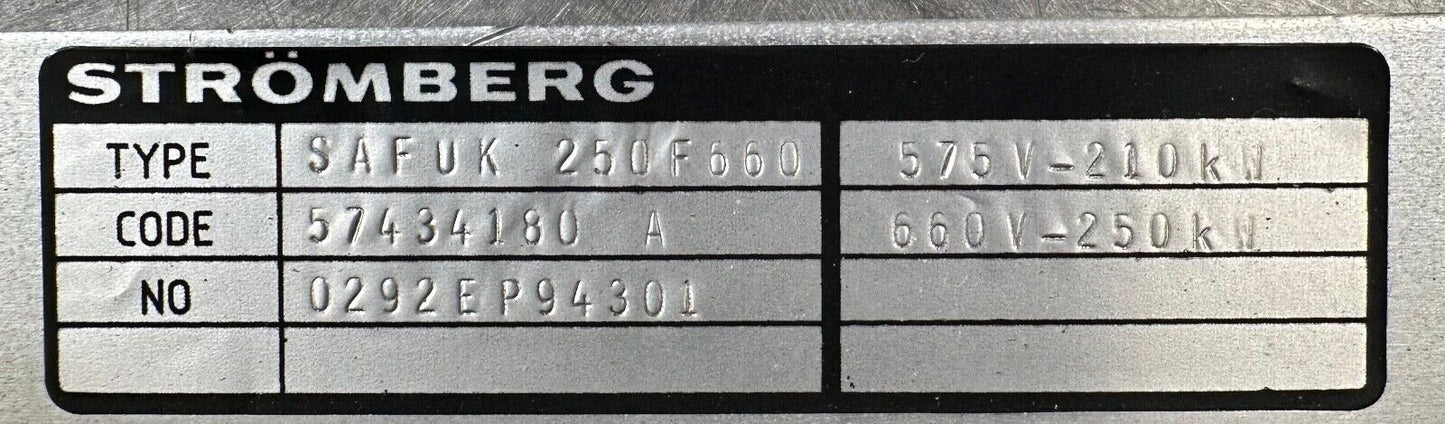 STRÖMBERG
TYPE SAFUK 250F660 575V-210kW
CODE 57434180 A 660V-250kW
NO 0292EP94301